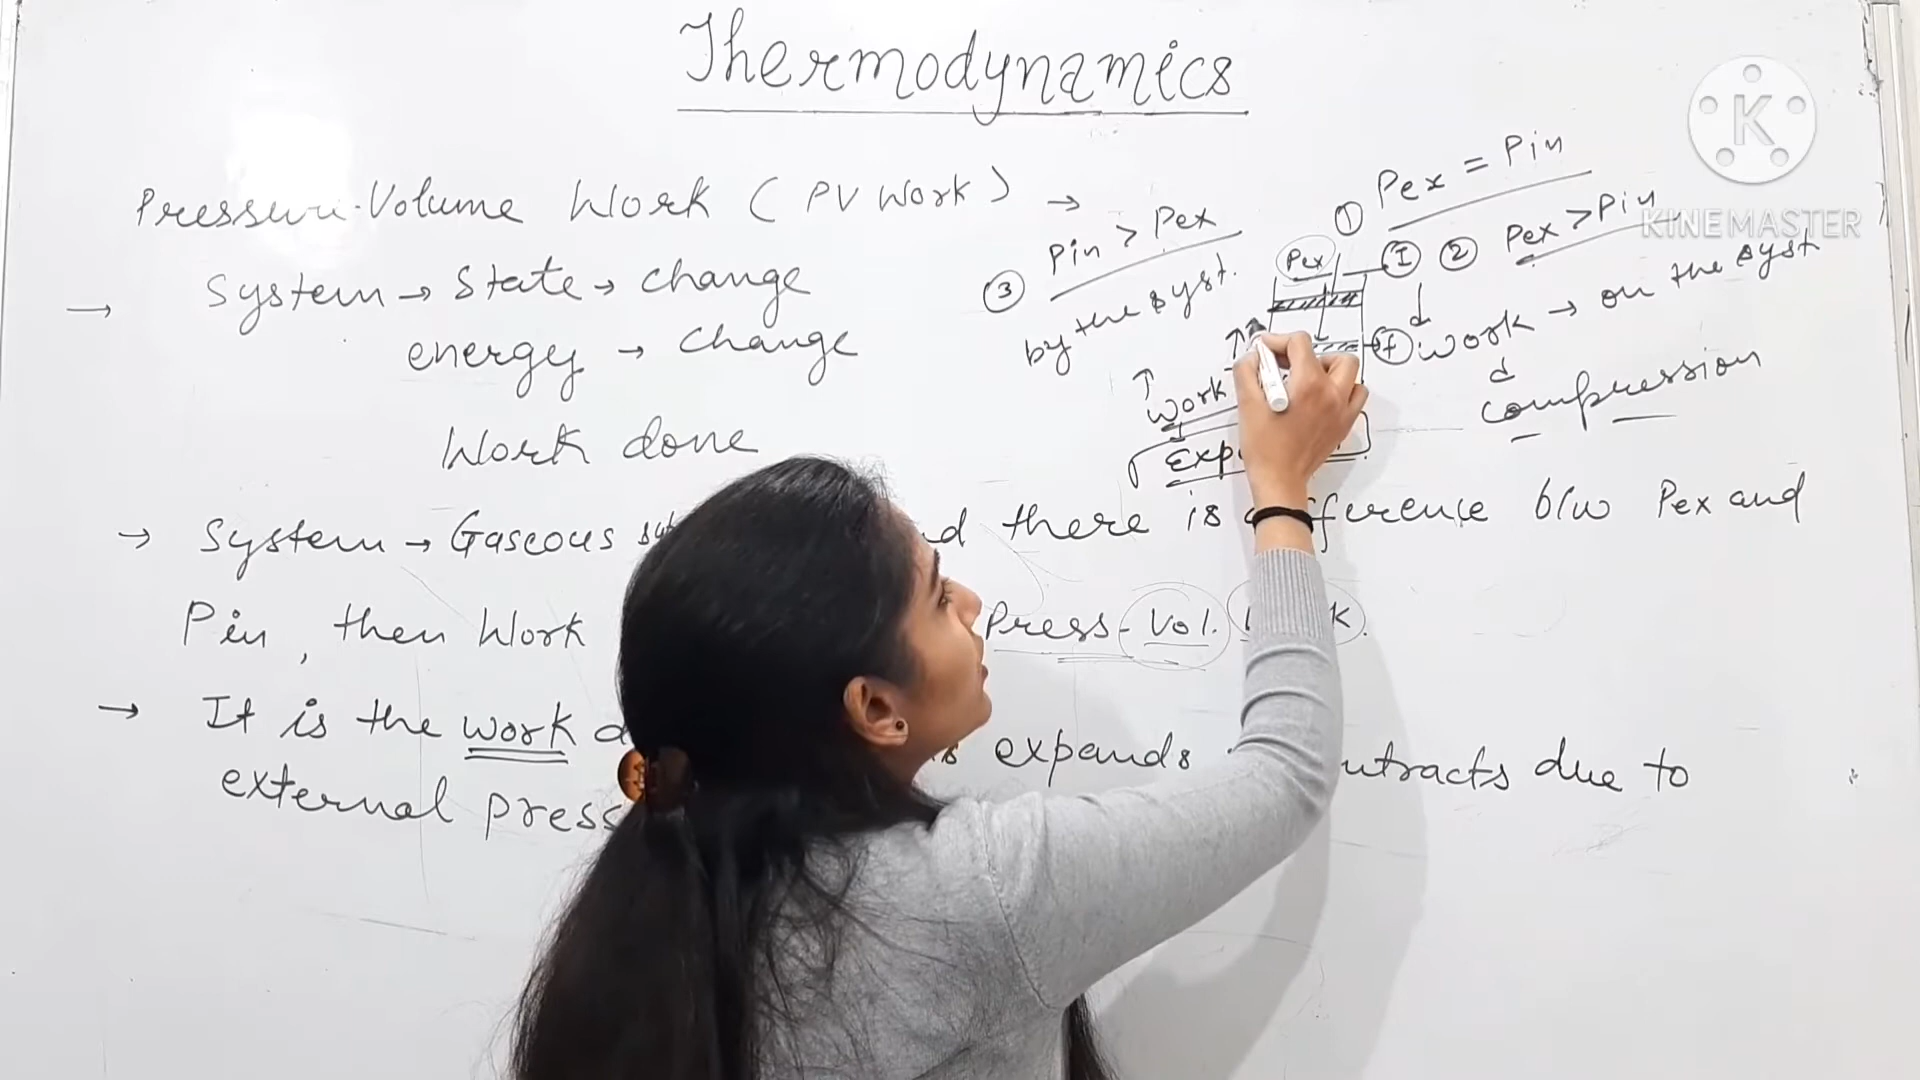 Thermodynamics
Pressure-Volume Work ( PV Work ) →
→ System → State → change
energy → change
Work done
→ System → Gaseous there is b/w Pex and
Pin, then Work Press-Vol.
→ It is the work expands due to
external
① Pex = Pin
② Pex > Pin
Work → on the syst
compression
③ Pin > Pex
by the syst.
Work
Pex
I
f
K
KINEMASTER